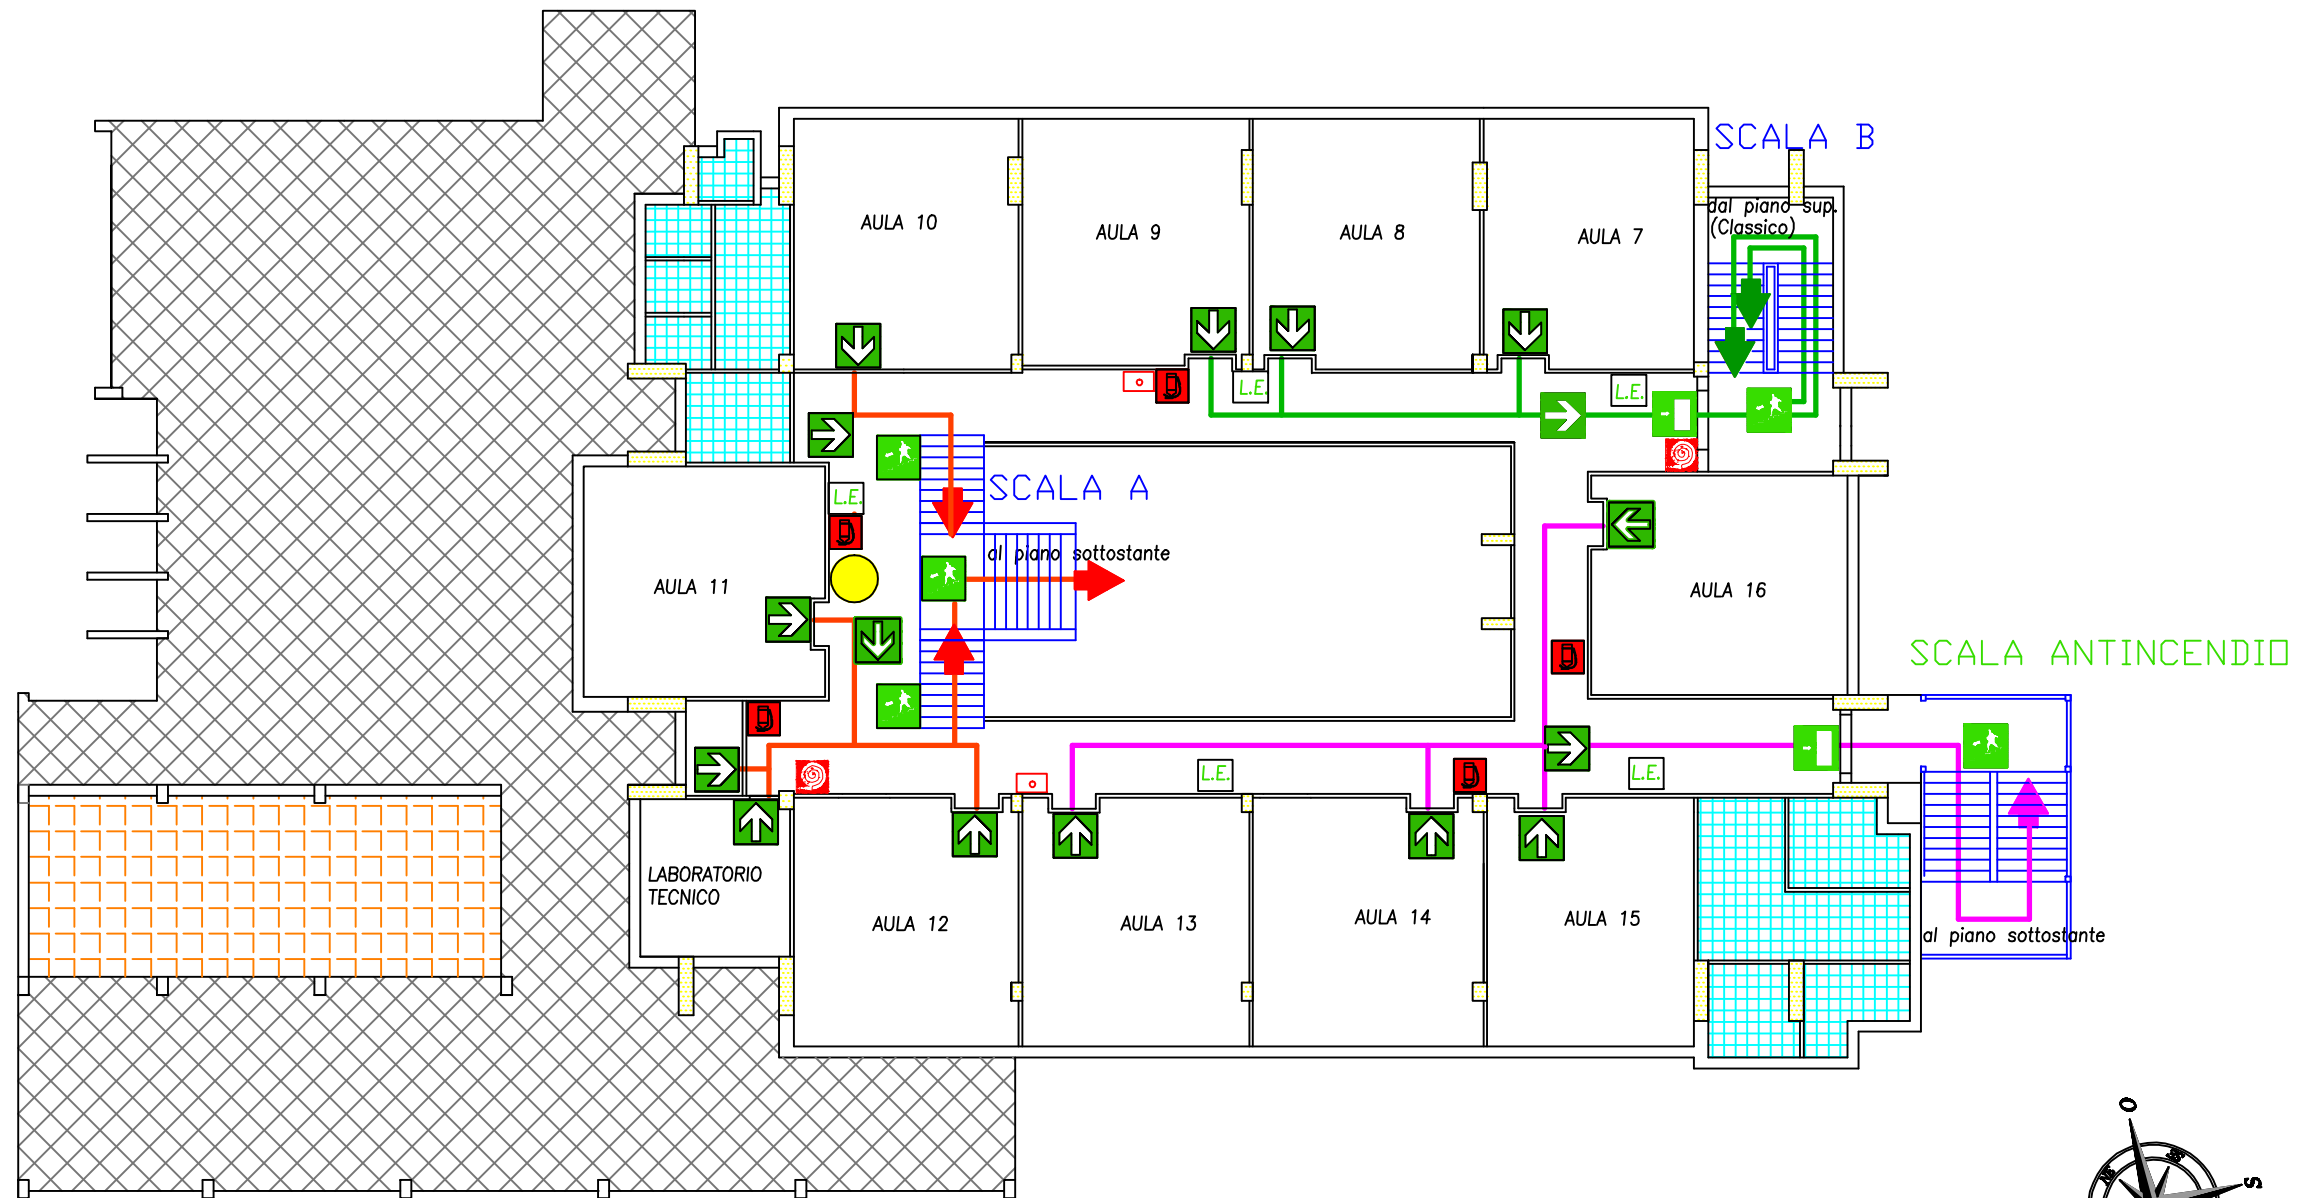 SCALA B
dal piano sup.
(Classico)
AULA 10
AULA 9
AULA 8
AULA 7
L.E.
L.E.
SCALA A
L.E.
al piano sottostante
AULA 11
AULA 16
SCALA ANTINCENDIO
L.E.
L.E.
LABORATORIO
TECNICO
AULA 12
AULA 13
AULA 14
AULA 15
al piano sottostante
O
NE
S